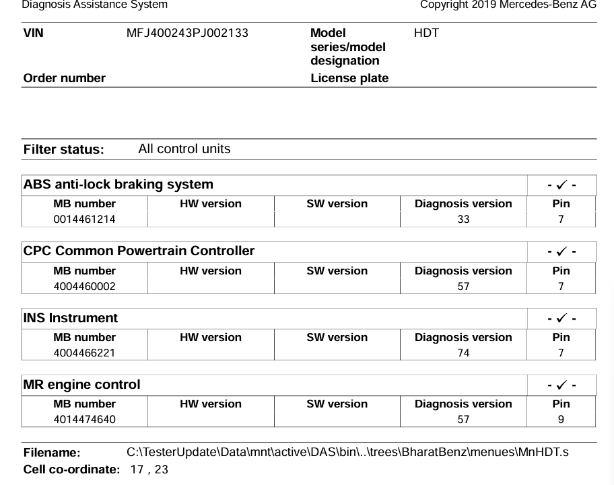 Diagnosis Assistance System Copyright 2019 Mercedes-Benz AG
VIN MFJ400243PJ002133 Model series/model designation HDT
Order number License plate
Filter status: All control units
ABS anti-lock braking system - ✓ -
MB number HW version SW version Diagnosis version Pin
0014461214 33 7
CPC Common Powertrain Controller - ✓ -
MB number HW version SW version Diagnosis version Pin
4004460002 57 7
INS Instrument - ✓ -
MB number HW version SW version Diagnosis version Pin
4004466221 74 7
MR engine control - ✓ -
MB number HW version SW version Diagnosis version Pin
4014474640 57 9
Filename: C:\TesterUpdate\Data\mnt\active\DAS\bin\..\trees\BharatBenz\menues\MnHDT.s
Cell co-ordinate: 17 , 23